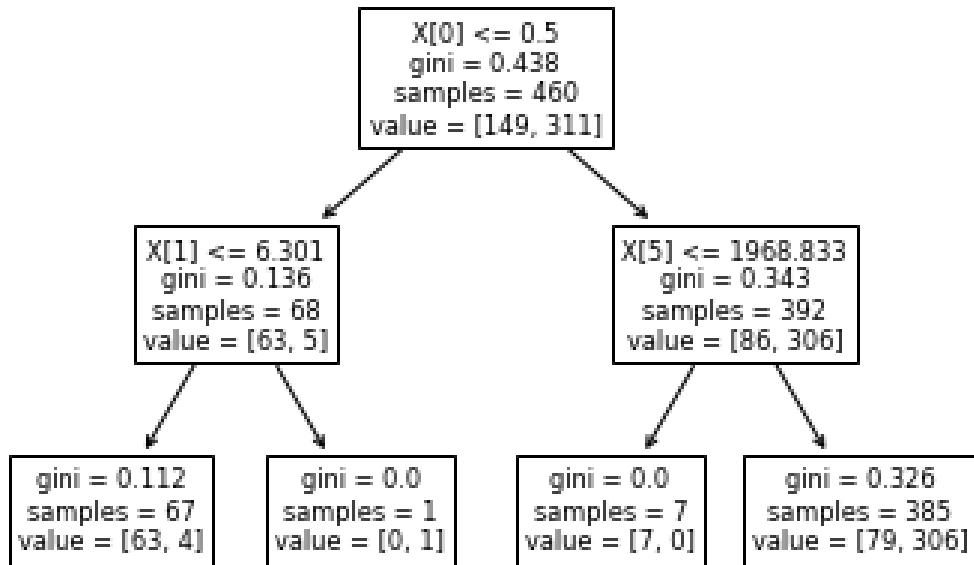 X[0] <= 0.5
gini = 0.438
samples = 460
value = [149, 311]
X[1] <= 6.301
gini = 0.136
samples = 68
value = [63, 5]
X[5] <= 1968.833
gini = 0.343
samples = 392
value = [86, 306]
gini = 0.112
samples = 67
value = [63, 4]
gini = 0.0
samples = 1
value = [0, 1]
gini = 0.0
samples = 7
value = [7, 0]
gini = 0.326
samples = 385
value = [79, 306]